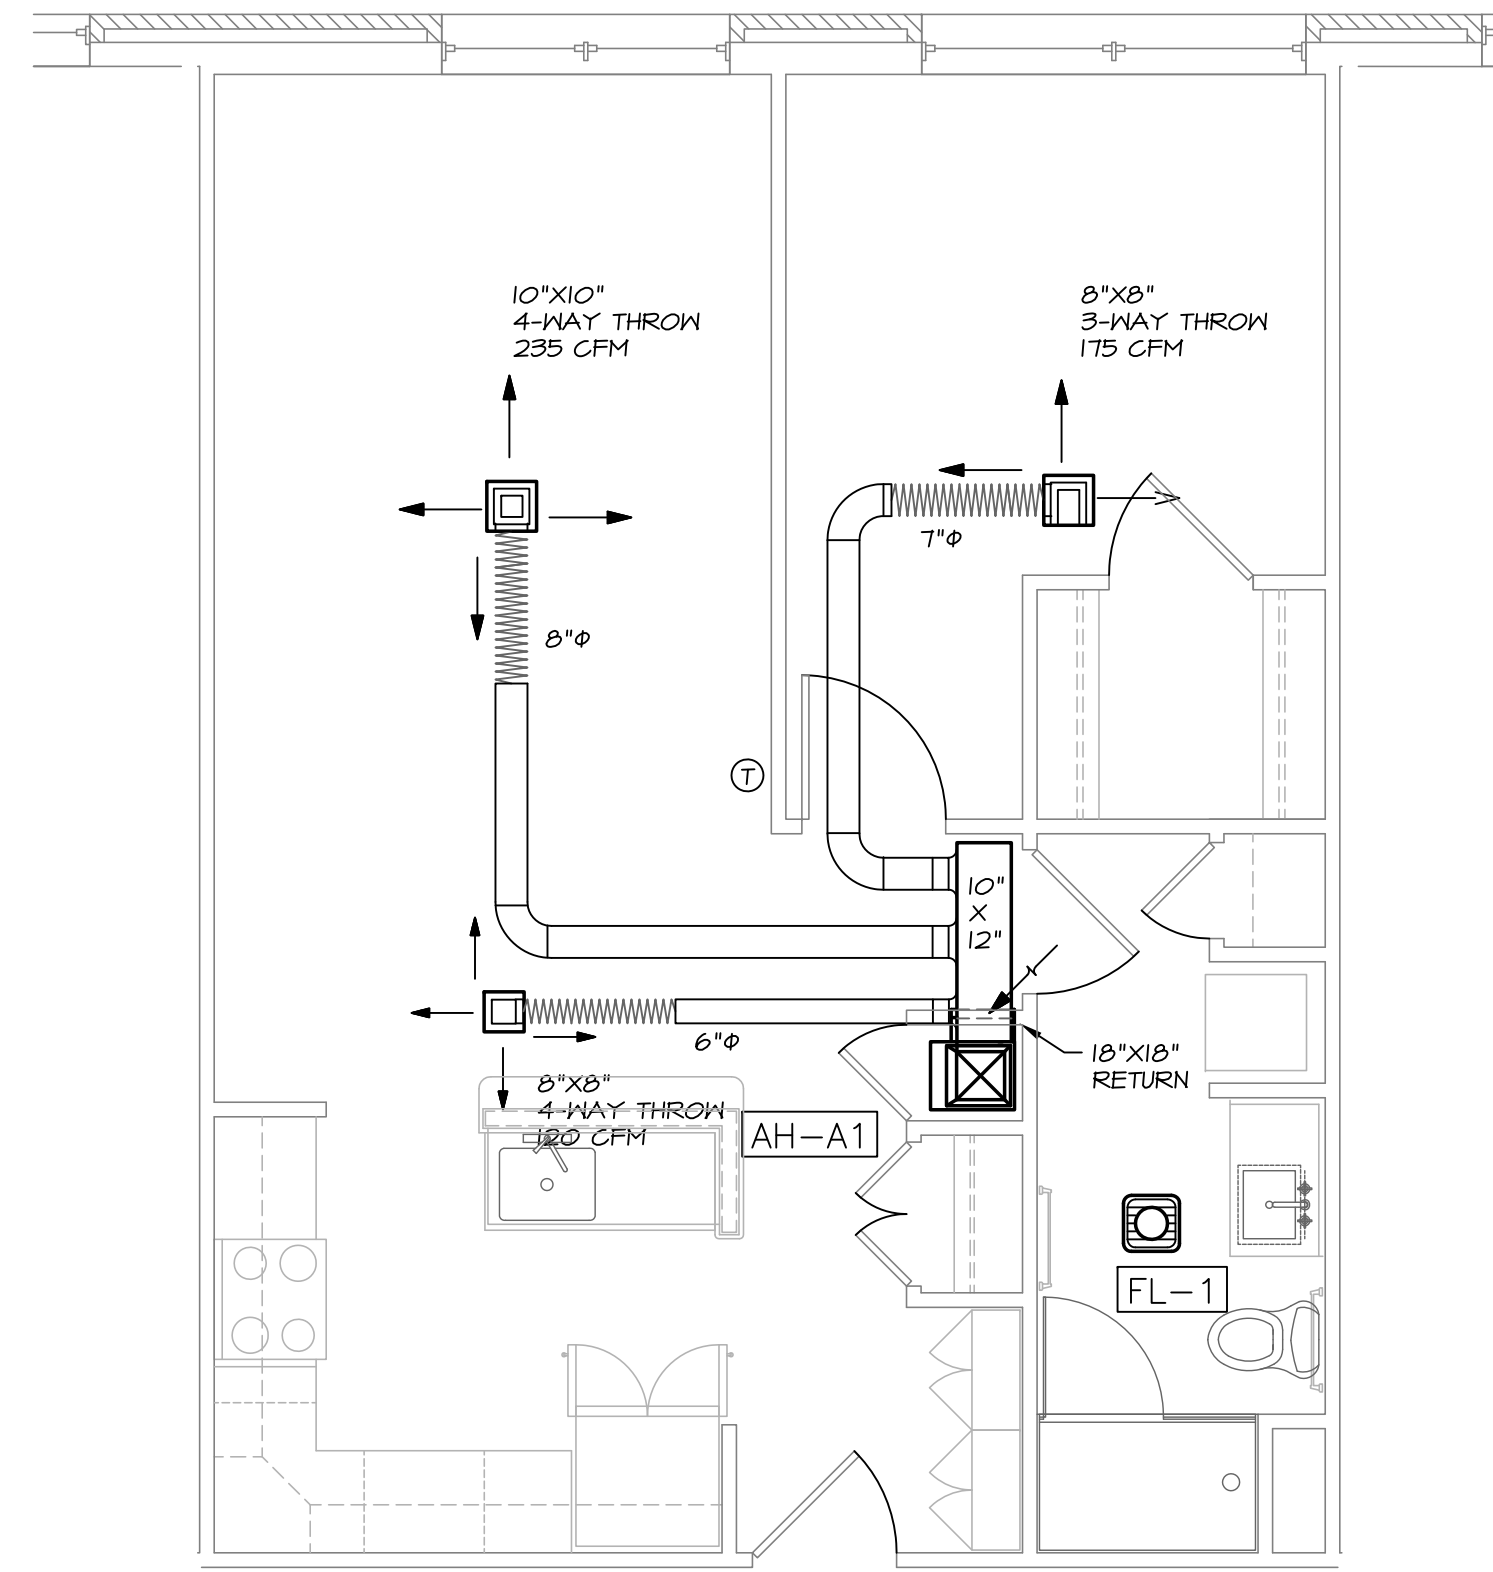 10"X10"
4-WAY THROW
235 CFM
8"X8"
3-WAY THROW
175 CFM
7"Φ
8"Φ
T
10"
X
12"
6"Φ
18"X18"
RETURN
8"X8"
4-WAY THROW
120 CFM
AH-A1
FL-1